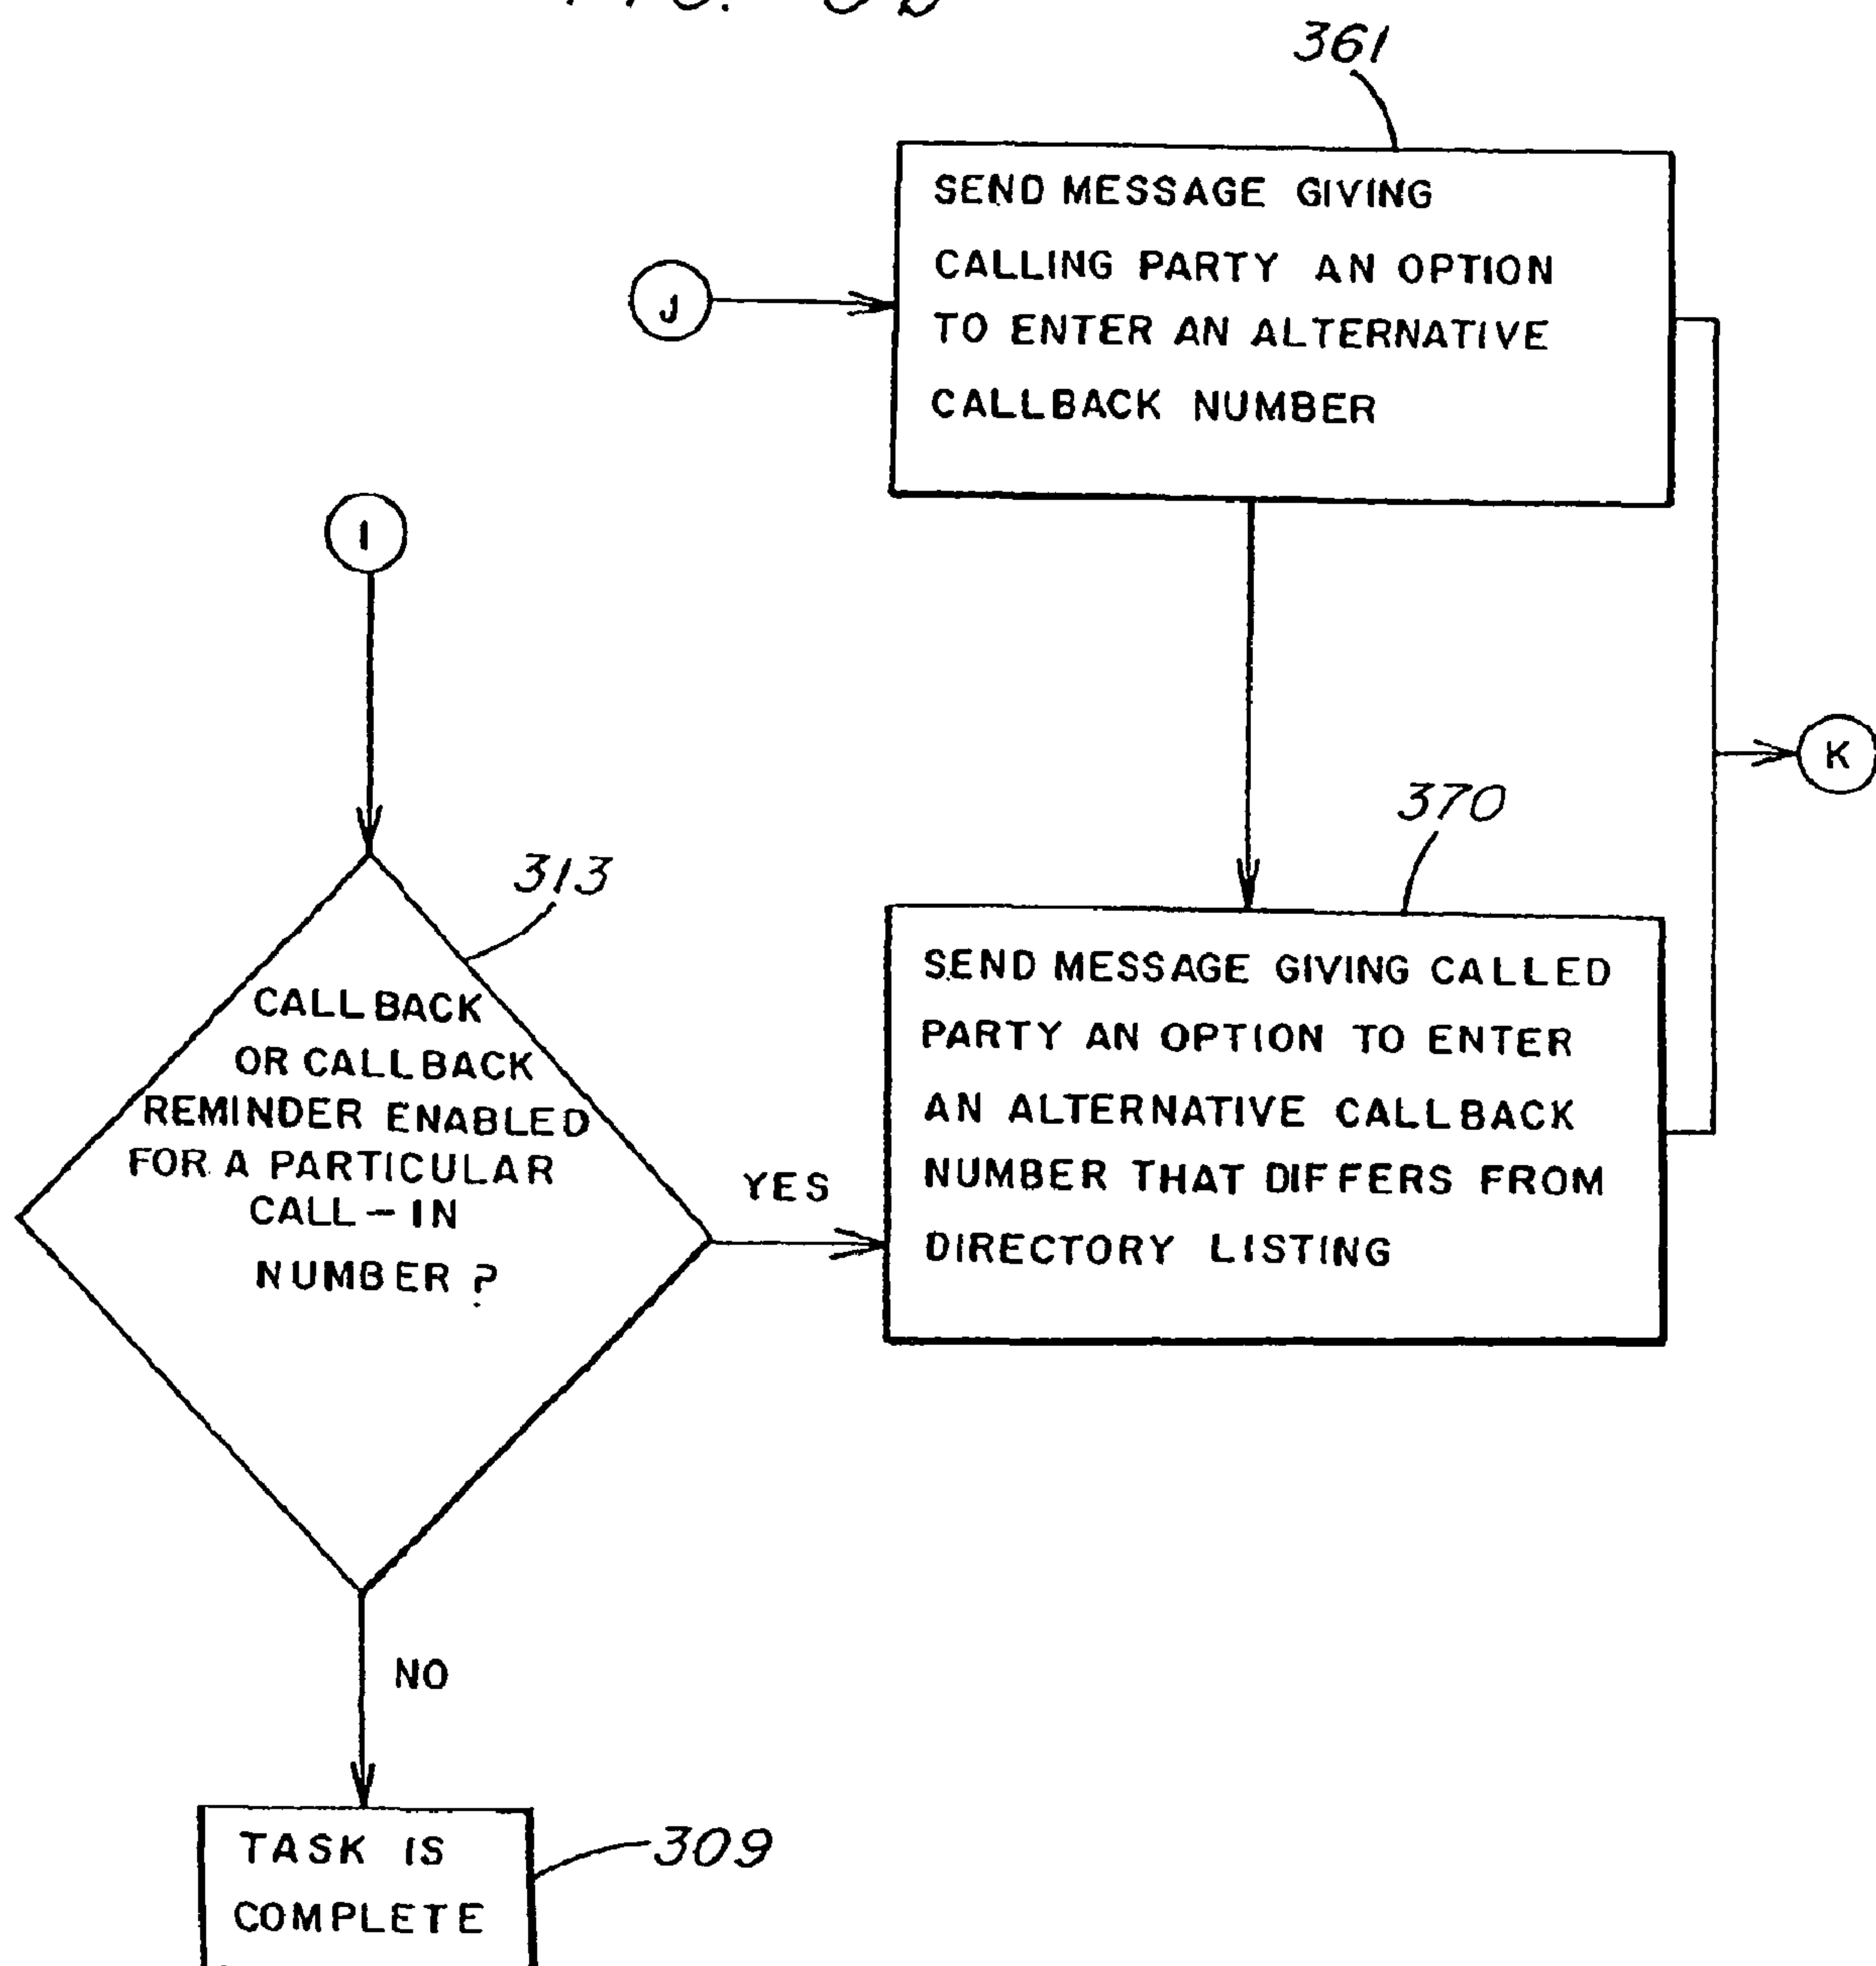 361
SEND MESSAGE GIVING
CALLING PARTY AN OPTION
TO ENTER AN ALTERNATIVE
CALLBACK NUMBER
J
I
K
370
313
SEND MESSAGE GIVING CALLED
PARTY AN OPTION TO ENTER
AN ALTERNATIVE CALLBACK
NUMBER THAT DIFFERS FROM
DIRECTORY LISTING
CALLBACK
OR CALLBACK
REMINDER ENABLED
FOR A PARTICULAR
CALL-IN
NUMBER?
YES
NO
TASK IS
COMPLETE
309